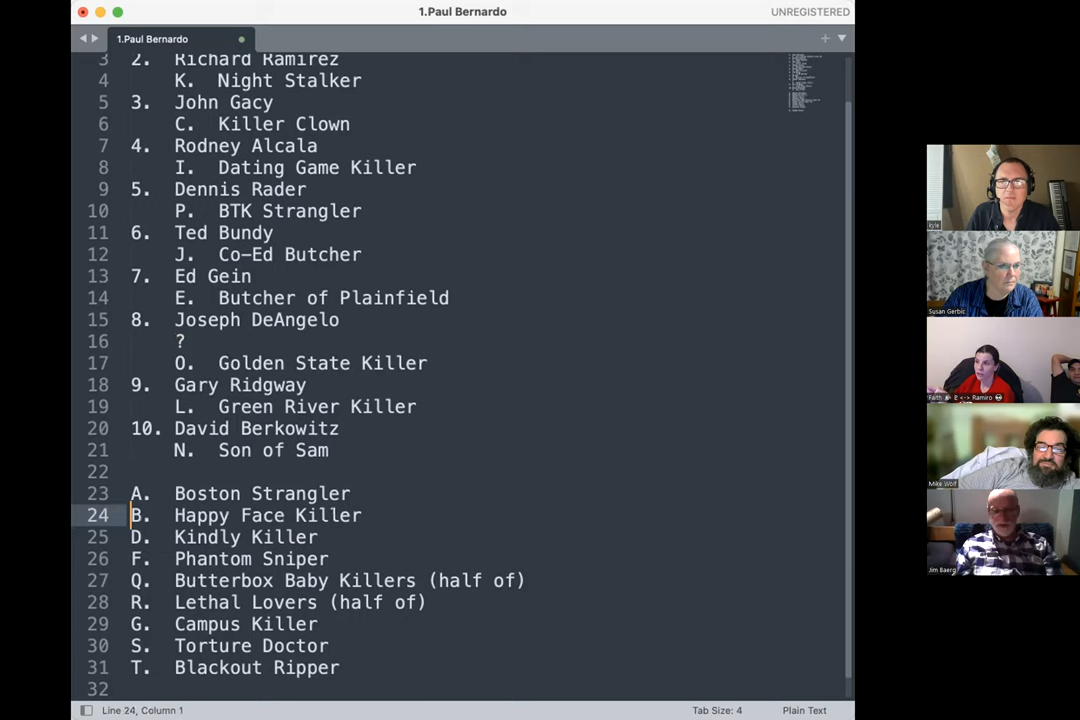 1.Paul Bernardo
UNREGISTERED
1.Paul Bernardo
3 2. Richard Ramirez
4 K. Night Stalker
5 3. John Gacy
6 C. Killer Clown
7 4. Rodney Alcala
8 I. Dating Game Killer
9 5. Dennis Rader
10 P. BTK Strangler
11 6. Ted Bundy
12 J. Co-Ed Butcher
13 7. Ed Gein
14 E. Butcher of Plainfield
15 8. Joseph DeAngelo
16 ?
17 O. Golden State Killer
18 9. Gary Ridgway
19 L. Green River Killer
20 10. David Berkowitz
21 N. Son of Sam
22
23 A. Boston Strangler
24 B. Happy Face Killer
25 D. Kindly Killer
26 F. Phantom Sniper
27 Q. Butterbox Baby Killers (half of)
28 R. Lethal Lovers (half of)
29 G. Campus Killer
30 S. Torture Doctor
31 T. Blackout Ripper
32
Line 24, Column 1
Tab Size: 4
Plain Text
kyle
Susan Gerbic
Faith
<-> Ramiro
Mike Wolf
Jim Baerg